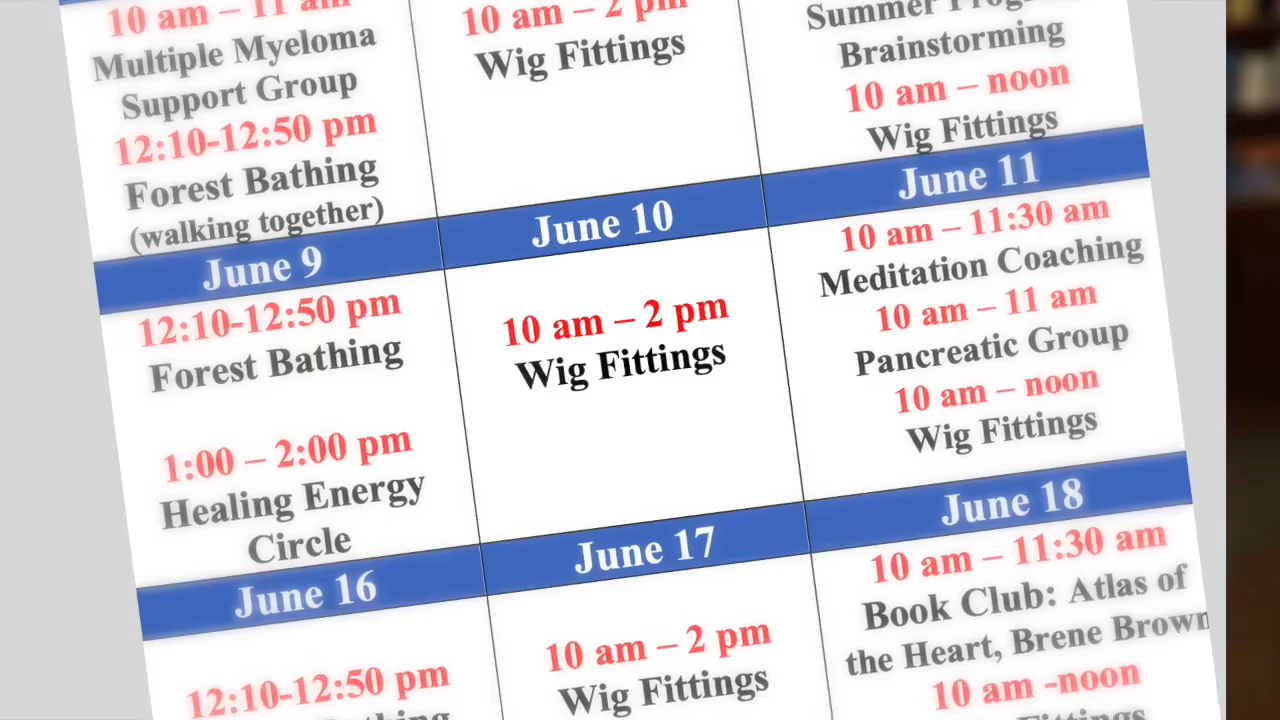 10 am – 11 am
Multiple Myeloma
Support Group
12:10-12:50 pm
Forest Bathing
(walking together)
10 am – 2 pm
Wig Fittings
Summer
Brainstorming
10 am – noon
Wig Fittings
June 9
12:10-12:50 pm
Forest Bathing
1:00 – 2:00 pm
Healing Energy
Circle
June 10
10 am – 2 pm
Wig Fittings
June 11
10 am – 11:30 am
Meditation Coaching
10 am – 11 am
Pancreatic Group
10 am – noon
Wig Fittings
June 16
12:10-12:50 pm
June 17
10 am – 2 pm
Wig Fittings
June 18
10 am – 11:30 am
Book Club: Atlas of
the Heart, Brene Brown
10 am -noon